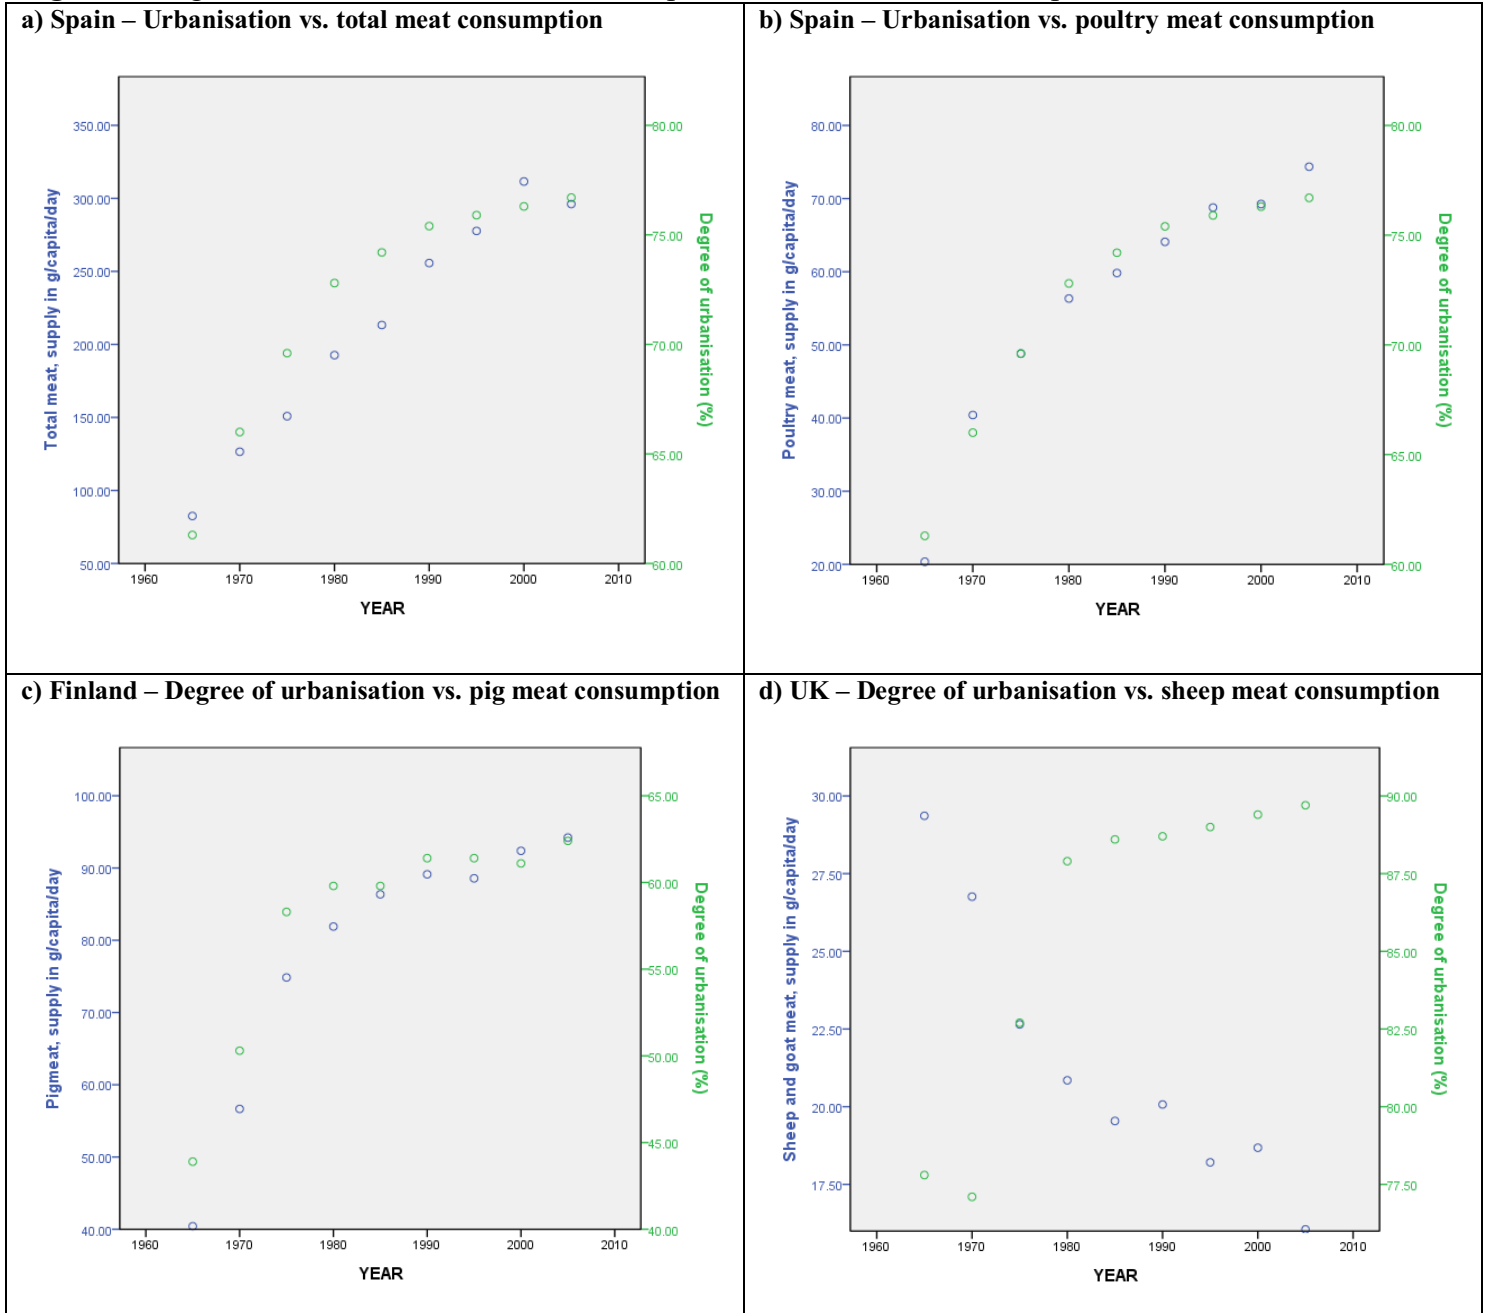 a) Spain – Urbanisation vs. total meat consumption
350.00
300.00
250.00
200.00
150.00
100.00
50.00
Total meat, supply in g/capita/day
80.00
75.00
70.00
65.00
60.00
Degree of urbanisation (%)
1960 1970 1980 1990 2000 2010
YEAR
b) Spain – Urbanisation vs. poultry meat consumption
80.00
70.00
60.00
50.00
40.00
30.00
20.00
Poultry meat, supply in g/capita/day
80.00
75.00
70.00
65.00
60.00
Degree of urbanisation (%)
1960 1970 1980 1990 2000 2010
YEAR
c) Finland – Degree of urbanisation vs. pig meat consumption
100.00
90.00
80.00
70.00
60.00
50.00
40.00
Pigmeat, supply in g/capita/day
65.00
60.00
55.00
50.00
45.00
40.00
Degree of urbanisation (%)
1960 1970 1980 1990 2000 2010
YEAR
d) UK – Degree of urbanisation vs. sheep meat consumption
30.00
27.50
25.00
22.50
20.00
17.50
Sheep and goat meat, supply in g/capita/day
90.00
87.50
85.00
82.50
80.00
77.50
Degree of urbanisation (%)
1960 1970 1980 1990 2000 2010
YEAR